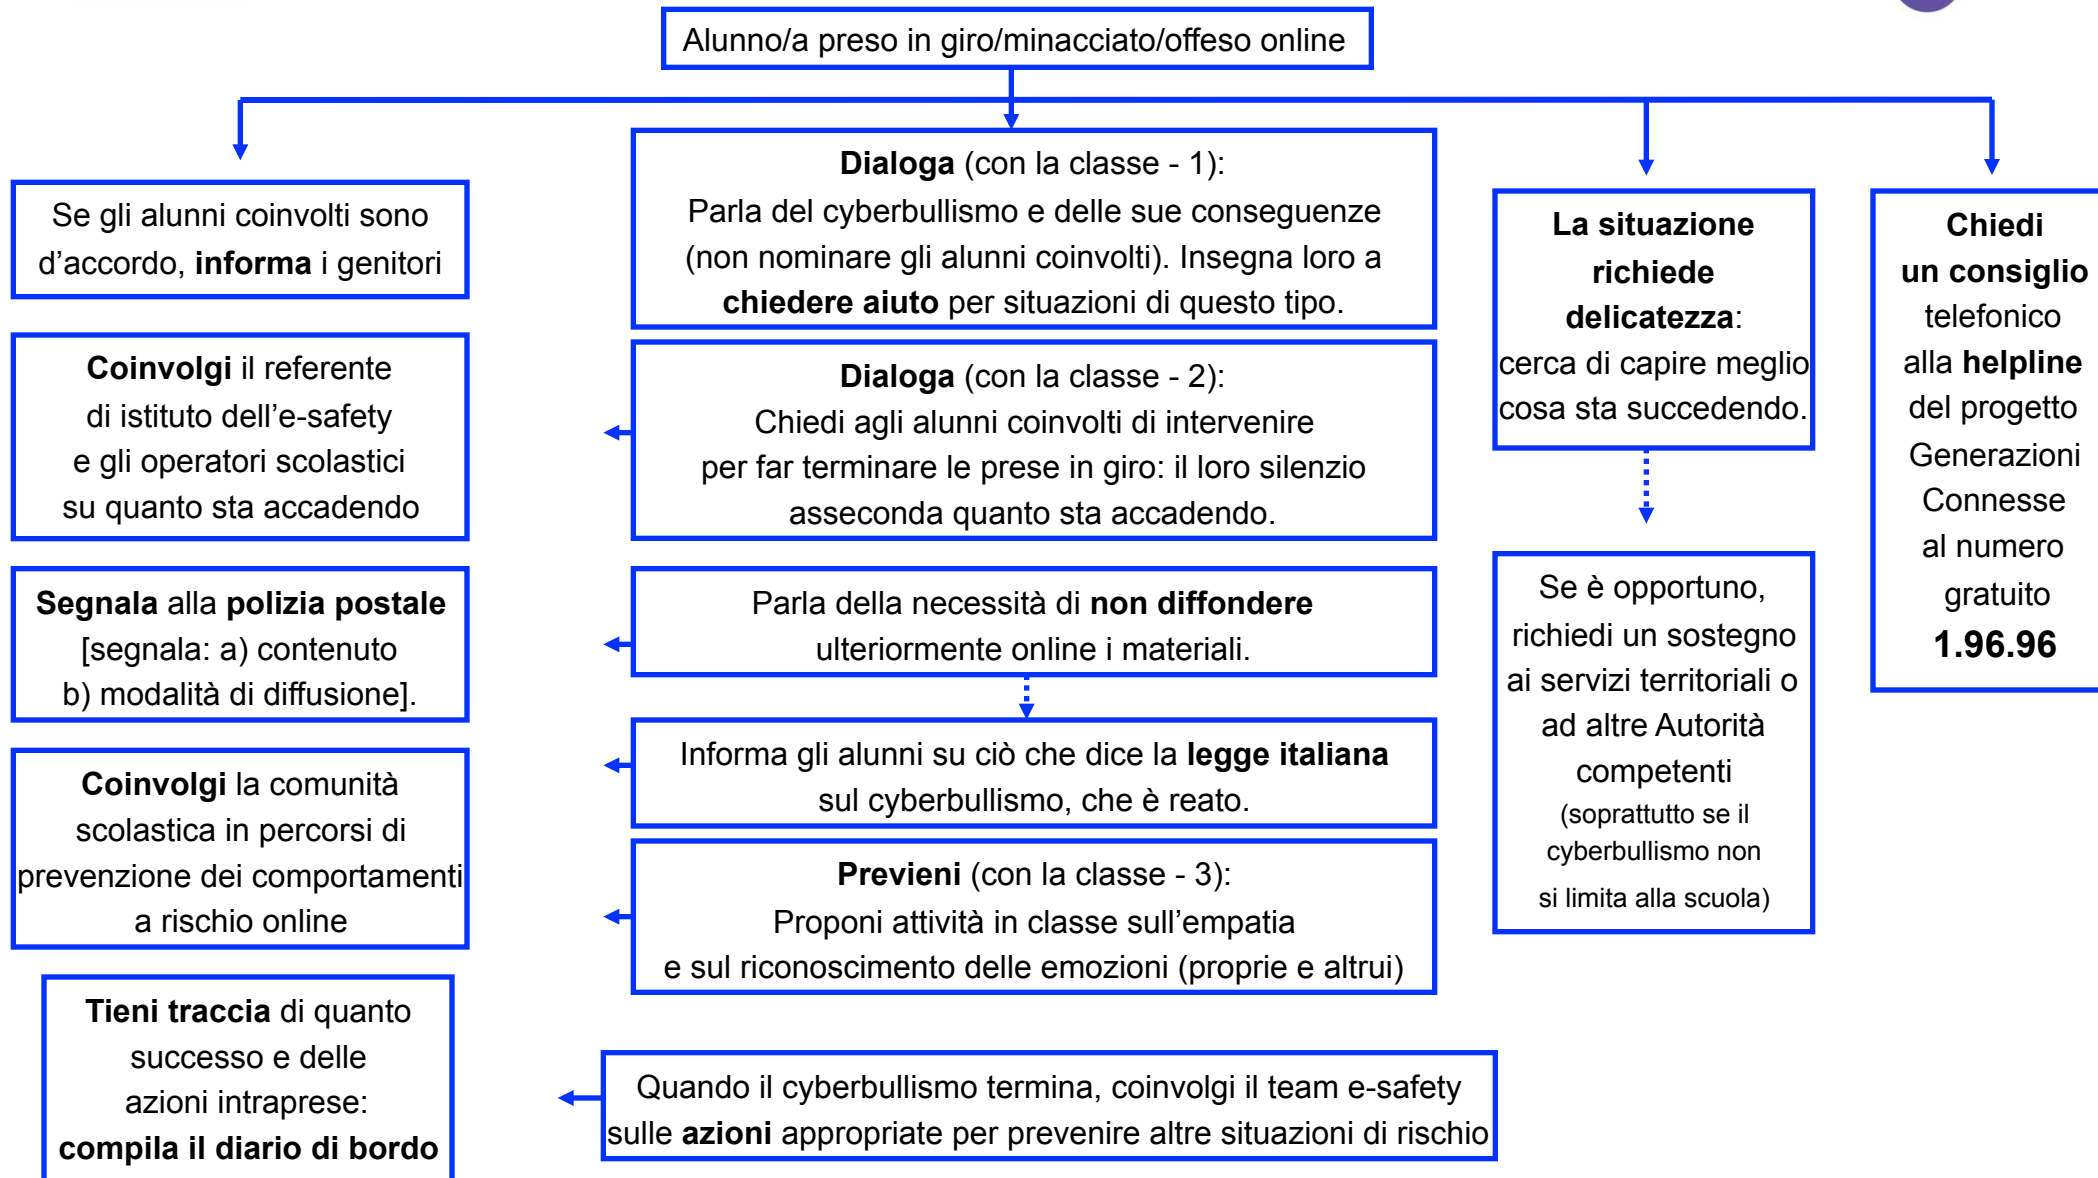 Alunno/a preso in giro/minacciato/offeso online
Se gli alunni coinvolti sono
d’accordo, informa i genitori
Coinvolgi il referente
di istituto dell’e-safety
e gli operatori scolastici
su quanto sta accadendo
Segnala alla polizia postale
[segnala: a) contenuto
b) modalità di diffusione].
Coinvolgi la comunità
scolastica in percorsi di
prevenzione dei comportamenti
a rischio online
Tieni traccia di quanto
successo e delle
azioni intraprese:
compila il diario di bordo
Dialoga (con la classe - 1):
Parla del cyberbullismo e delle sue conseguenze
(non nominare gli alunni coinvolti). Insegna loro a
chiedere aiuto per situazioni di questo tipo.
Dialoga (con la classe - 2):
Chiedi agli alunni coinvolti di intervenire
per far terminare le prese in giro: il loro silenzio
asseconda quanto sta accadendo.
Parla della necessità di non diffondere
ulteriormente online i materiali.
Informa gli alunni su ciò che dice la legge italiana
sul cyberbullismo, che è reato.
Previeni (con la classe - 3):
Proponi attività in classe sull’empatia
e sul riconoscimento delle emozioni (proprie e altrui)
Quando il cyberbullismo termina, coinvolgi il team e-safety
sulle azioni appropriate per prevenire altre situazioni di rischio
La situazione
richiede
delicatezza:
cerca di capire meglio
cosa sta succedendo.
Se è opportuno,
richiedi un sostegno
ai servizi territoriali o
ad altre Autorità
competenti
(soprattutto se il
cyberbullismo non
si limita alla scuola)
Chiedi
un consiglio
telefonico
alla helpline
del progetto
Generazioni
Connesse
al numero
gratuito
1.96.96